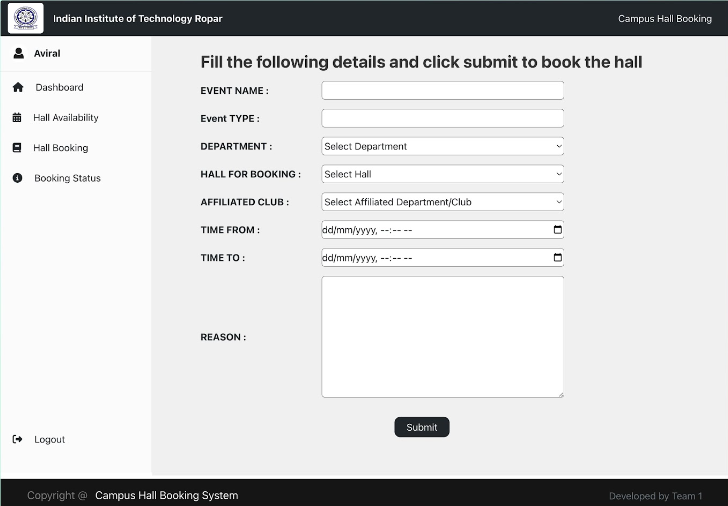 Indian Institute of Technology Ropar
Campus Hall Booking
Aviral
Dashboard
Hall Availability
Hall Booking
Booking Status
Logout
Fill the following details and click submit to book the hall
EVENT NAME :
Event TYPE :
DEPARTMENT : Select Department
HALL FOR BOOKING : Select Hall
AFFILIATED CLUB : Select Affiliated Department/Club
TIME FROM : dd/mm/yyyy, --:-- --
TIME TO : dd/mm/yyyy, --:-- --
REASON :
Submit
Copyright @ Campus Hall Booking System
Developed by Team 1